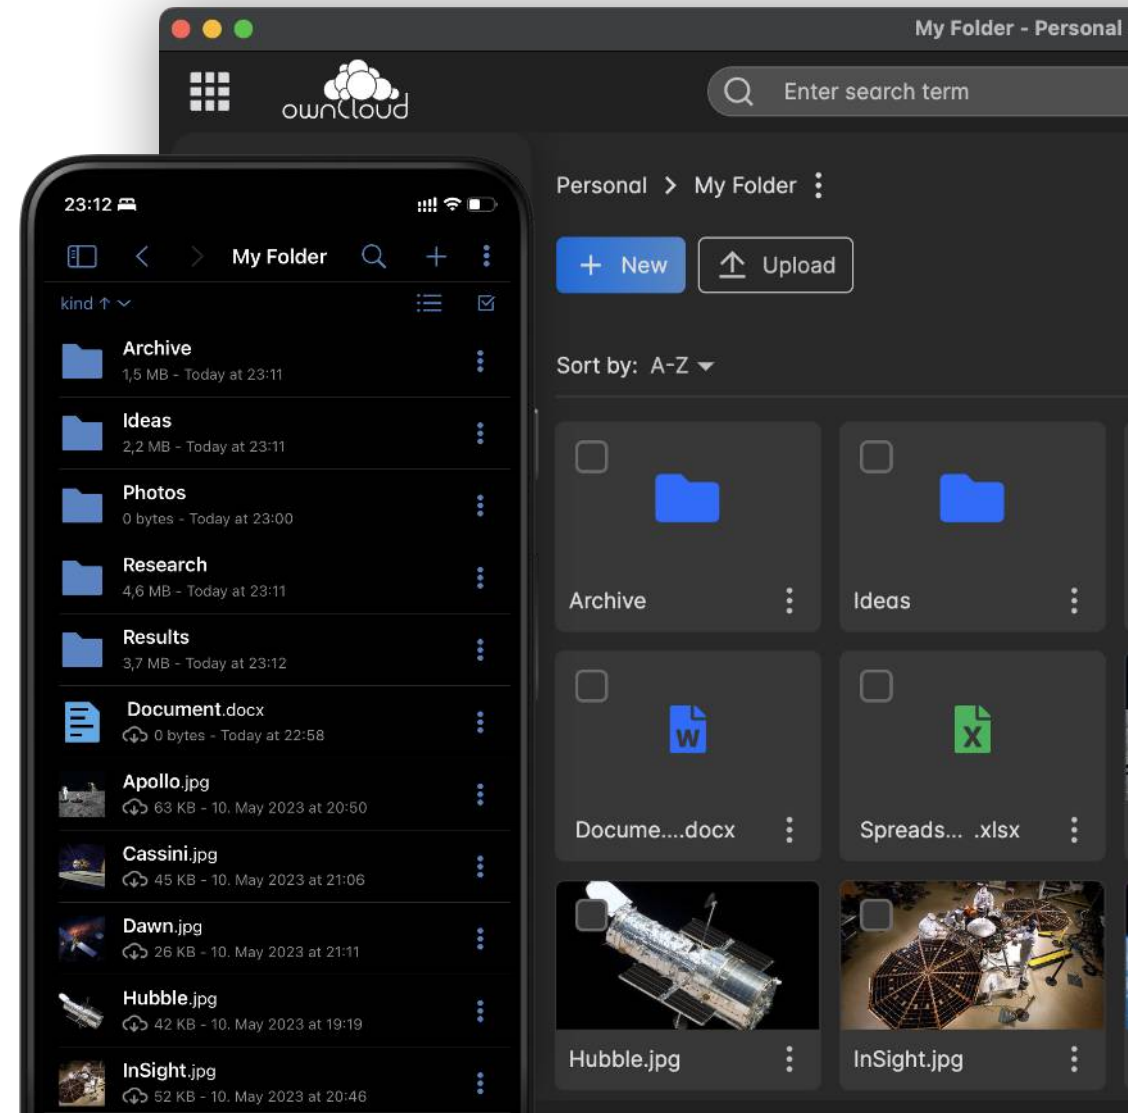 My Folder - Personal
ownCloud
Enter search term
Personal > My Folder
+ New
Upload
Sort by: A-Z
Archive
Ideas
Docume....docx
Spreads... .xlsx
W
X
Hubble.jpg
InSight.jpg
23:12
My Folder
kind ↑
Archive
1,5 MB - Today at 23:11
Ideas
2,2 MB - Today at 23:11
Photos
0 bytes - Today at 23:00
Research
4,6 MB - Today at 23:11
Results
3,7 MB - Today at 23:12
Document.docx
0 bytes - Today at 22:58
Apollo.jpg
63 KB - 10. May 2023 at 20:50
Cassini.jpg
45 KB - 10. May 2023 at 21:06
Dawn.jpg
26 KB - 10. May 2023 at 21:11
Hubble.jpg
42 KB - 10. May 2023 at 19:19
InSight.jpg
52 KB - 10. May 2023 at 20:46